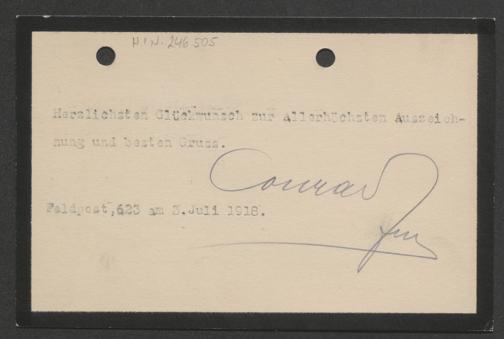 H.I.N. 246.505
Herzlichsten Glückwunsch zur Allerhöchsten Auszeich-
nung und besten Gruss.
Conrad
Feldpost,623 am 3.Juli 1918.